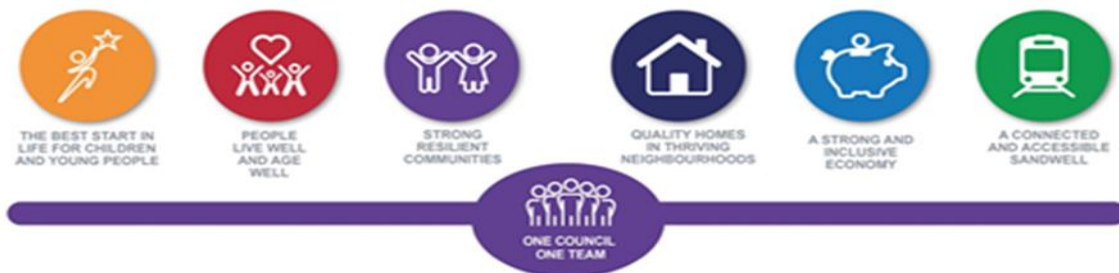 THE BEST START IN
LIFE FOR CHILDREN
AND YOUNG PEOPLE
PEOPLE
LIVE WELL
AND AGE
WELL
STRONG
RESILIENT
COMMUNITIES
QUALITY HOMES
IN THRIVING
NEIGHBOURHOODS
A STRONG AND
INCLUSIVE
ECONOMY
A CONNECTED
AND ACCESSIBLE
SANDWELL
ONE COUNCIL
ONE TEAM